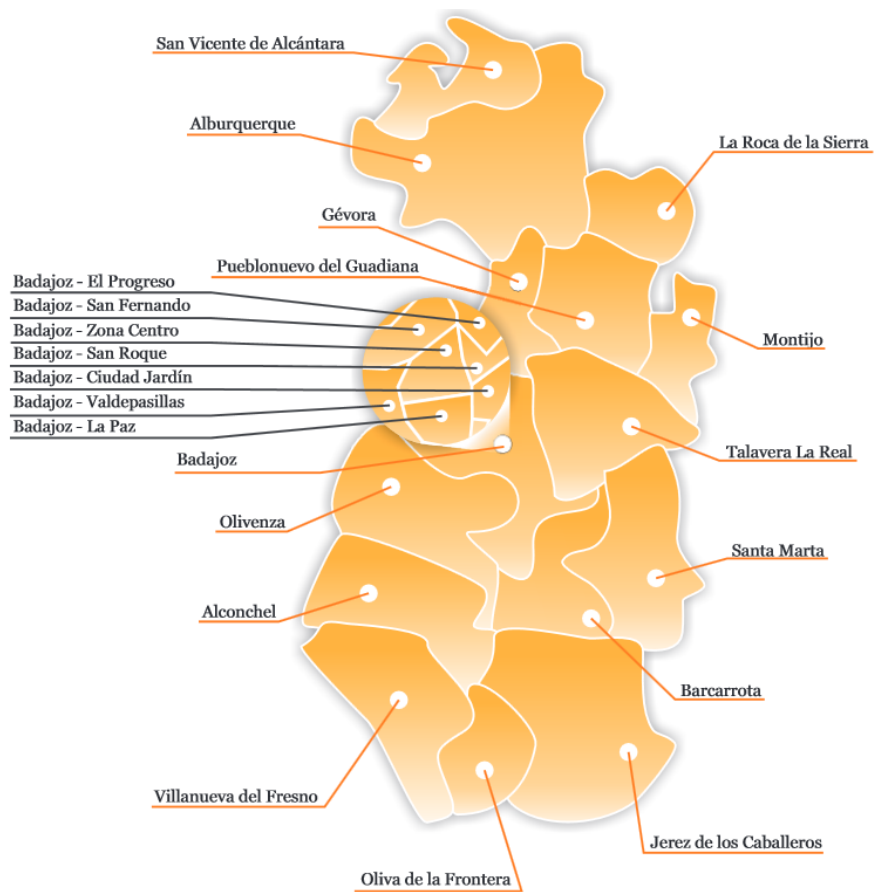 San Vicente de Alcántara
Alburquerque
La Roca de la Sierra
Gévora
Pueblonuevo del Guadiana
Badajoz - El Progreso
Badajoz - San Fernando
Badajoz - Zona Centro
Badajoz - San Roque
Badajoz - Ciudad Jardín
Badajoz - Valdepasillas
Badajoz - La Paz
Montijo
Badajoz
Talavera La Real
Olivenza
Santa Marta
Alconchel
Barcarrota
Villanueva del Fresno
Jerez de los Caballeros
Oliva de la Frontera